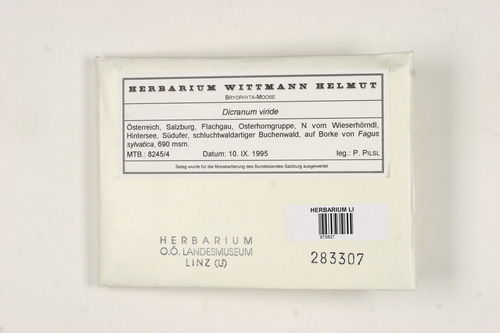 HERBARIUM WITTMANN HELMUT
BRYOPHYTA-MOOSE
Dicranum viride
Österreich, Salzburg, Flachgau, Osterhorngruppe, N vom Wieserhörndl,
Hintersee, Südufer, schluchtwaldartiger Buchenwald, auf Borke von Fagus
sylvatica, 690 msm.
MTB.: 8245/4 Datum: 10. IX. 1995 leg.: P. PILSL
Beleg wurde für die Mooskartierung des Bundeslandes Salzburg ausgewertet
HERBARIUM LI
975827
HERBARIUM
O.Ö. LANDESMUSEUM
LINZ (LI)
283307